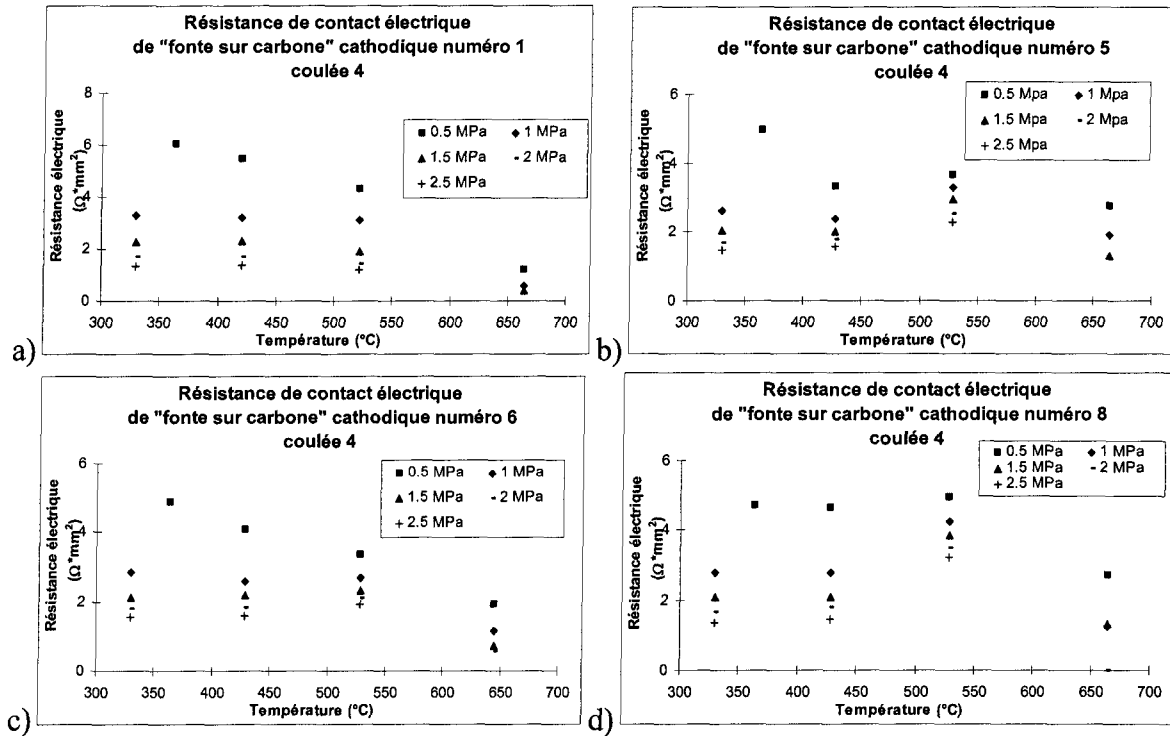 Résistance de contact électrique
de "fonte sur carbone" cathodique numéro 1
coulée 4
Résistance électrique
(Ω*mm²)
8
6
4
2
0
■ 0.5 MPa ◆ 1 MPa
▲ 1.5 MPa - 2 MPa
+ 2.5 MPa
300 350 400 450 500 550 600 650 700
Température (°C)
a)
Résistance de contact électrique
de "fonte sur carbone" cathodique numéro 5
coulée 4
Résistance électrique
(Ω*mm²)
6
4
2
0
■ 0.5 Mpa ◆ 1 Mpa
▲ 1.5 Mpa - 2 Mpa
+ 2.5 Mpa
300 350 400 450 500 550 600 650 700
Température (°C)
b)
Résistance de contact électrique
de "fonte sur carbone" cathodique numéro 6
coulée 4
Résistance électrique
(Ω*mm²)
6
4
2
0
■ 0.5 MPa ◆ 1 MPa
▲ 1.5 MPa - 2 MPa
+ 2.5 MPa
300 350 400 450 500 550 600 650 700
Température (°C)
c)
Résistance de contact électrique
de "fonte sur carbone" cathodique numéro 8
coulée 4
Résistance électrique
(Ω*mm²)
6
4
2
0
■ 0.5 MPa ◆ 1 MPa
▲ 1.5 MPa - 2 MPa
+ 2.5 MPa
300 350 400 450 500 550 600 650 700
Température (°C)
d)